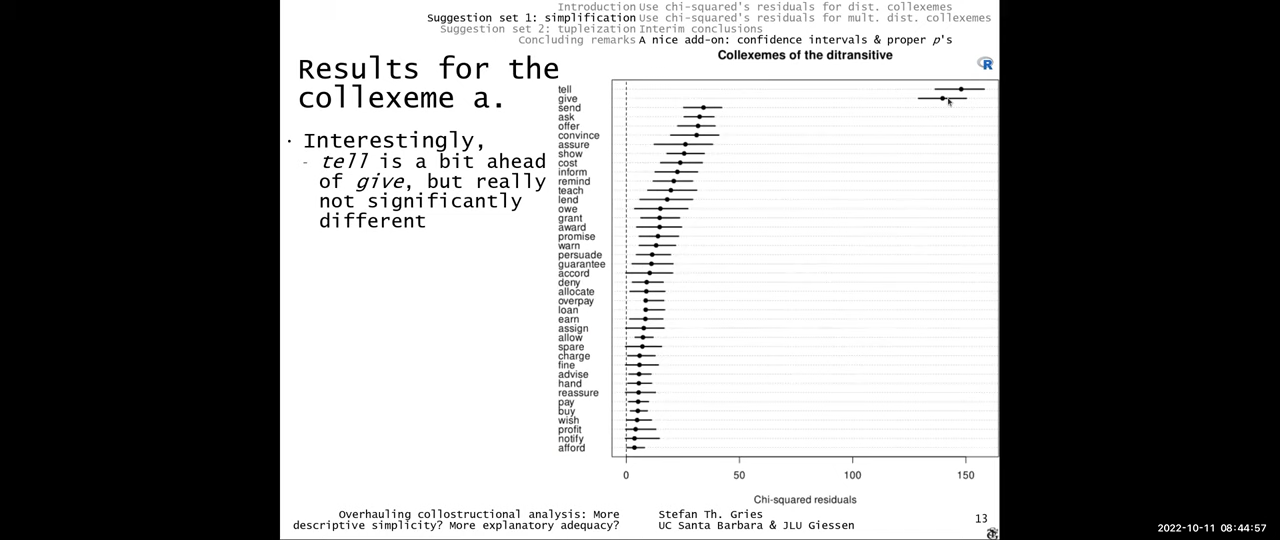 Introduction Use chi-squared's residuals for dist. collexemes
Suggestion set 1: simplification Use chi-squared's residuals for mult. dist. collexemes
Suggestion set 2: tupleization Interim conclusions
Concluding remarks A nice add-on: confidence intervals & proper p's
Results for the
collexeme a.
· Interestingly,
- tell is a bit ahead
of give, but really
not significantly
different
Collexemes of the ditransitive
R
tell
give
send
ask
offer
convince
assure
show
cost
inform
remind
teach
lend
owe
grant
award
promise
warn
persuade
guarantee
accord
deny
allocate
overpay
loan
earn
assign
allow
spare
charge
fine
advise
hand
reassure
pay
buy
wish
profit
notify
afford
0 50 100 150
Chi-squared residuals
Overhauling collostructional analysis: More
descriptive simplicity? More explanatory adequacy?
Stefan Th. Gries
UC Santa Barbara & JLU Giessen
13
2022-10-11 08:44:57